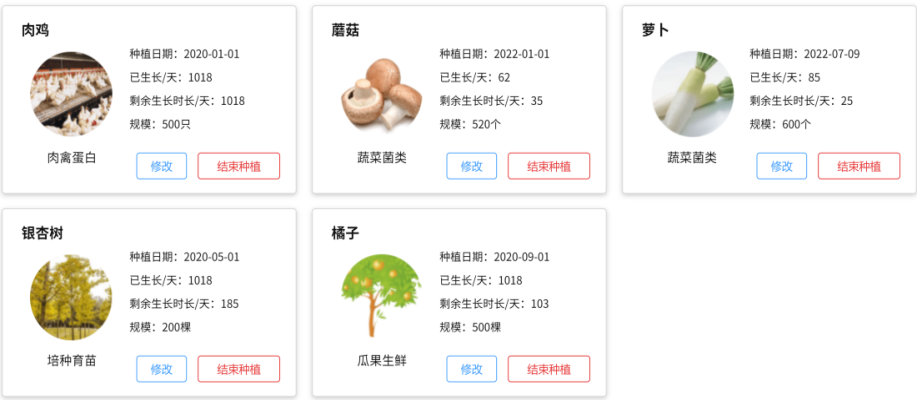 肉鸡
种植日期：2020-01-01
已生长/天：1018
剩余生长时长/天：1018
规模：500只
肉禽蛋白
修改
结束种植
蘑菇
种植日期：2022-01-01
已生长/天：62
剩余生长时长/天：35
规模：520个
蔬菜菌类
修改
结束种植
萝卜
种植日期：2022-07-09
已生长/天：85
剩余生长时长/天：25
规模：600个
蔬菜菌类
修改
结束种植
银杏树
种植日期：2020-05-01
已生长/天：1018
剩余生长时长/天：185
规模：200棵
培种育苗
修改
结束种植
橘子
种植日期：2020-09-01
已生长/天：1018
剩余生长时长/天：103
规模：500棵
瓜果生鲜
修改
结束种植